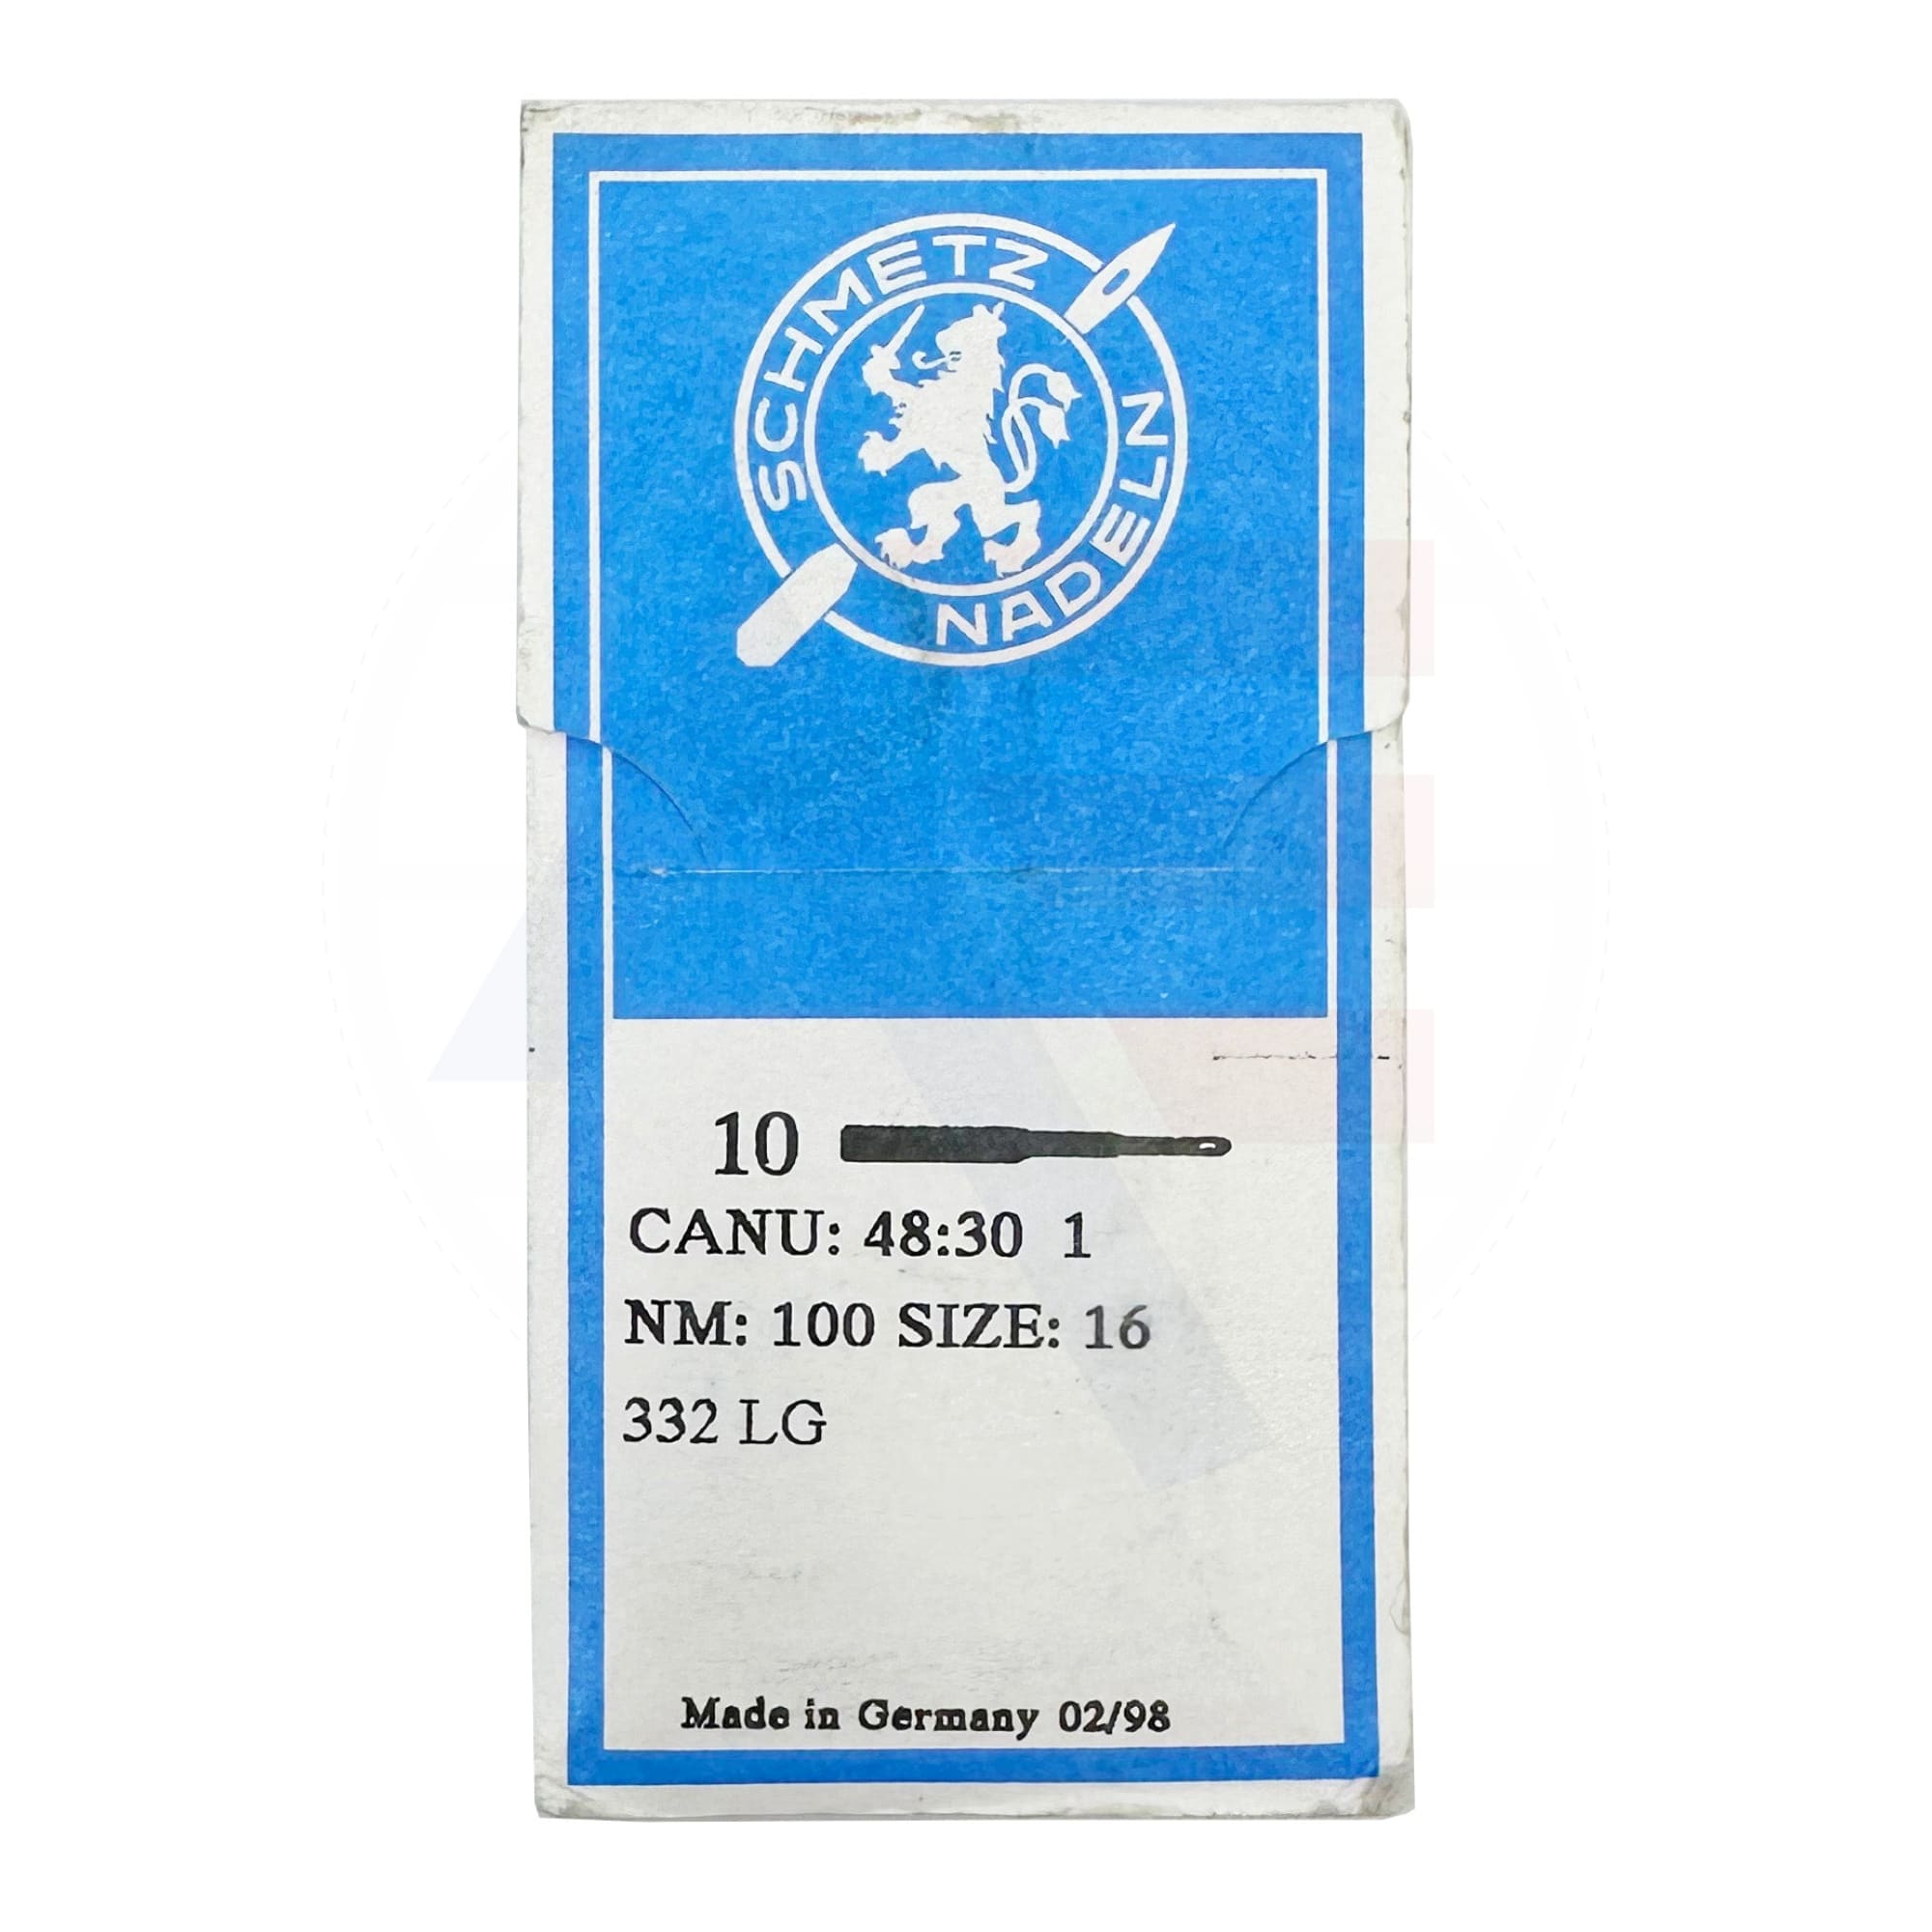 SCHMETZ
NADELN
10
CANU: 48:30 1
NM: 100 SIZE: 16
332 LG
Made in Germany 02/98